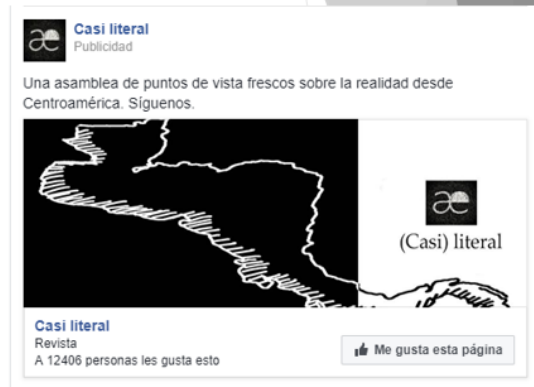 Casi literal
Publicidad
Una asamblea de puntos de vista frescos sobre la realidad desde
Centroamérica. Síguenos.
æ
(Casi) literal
Casi literal
Revista
A 12406 personas les gusta esto
Me gusta esta página